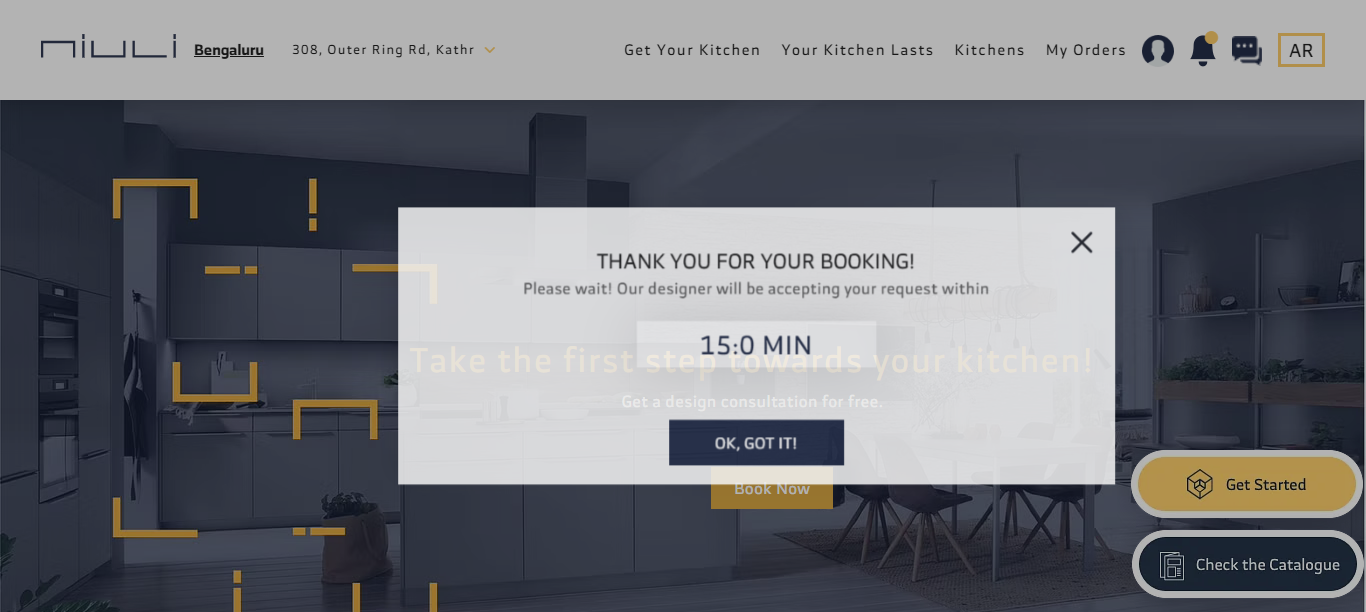 niuli
Bengaluru
308, Outer Ring Rd, Kathr
Get Your Kitchen
Your Kitchen Lasts
Kitchens
My Orders
AR
THANK YOU FOR YOUR BOOKING!
Please wait! Our designer will be accepting your request within
15:0 MIN
Take the first step towards your kitchen!
Get a design consultation for free.
OK, GOT IT!
Book Now
Get Started
Check the Catalogue